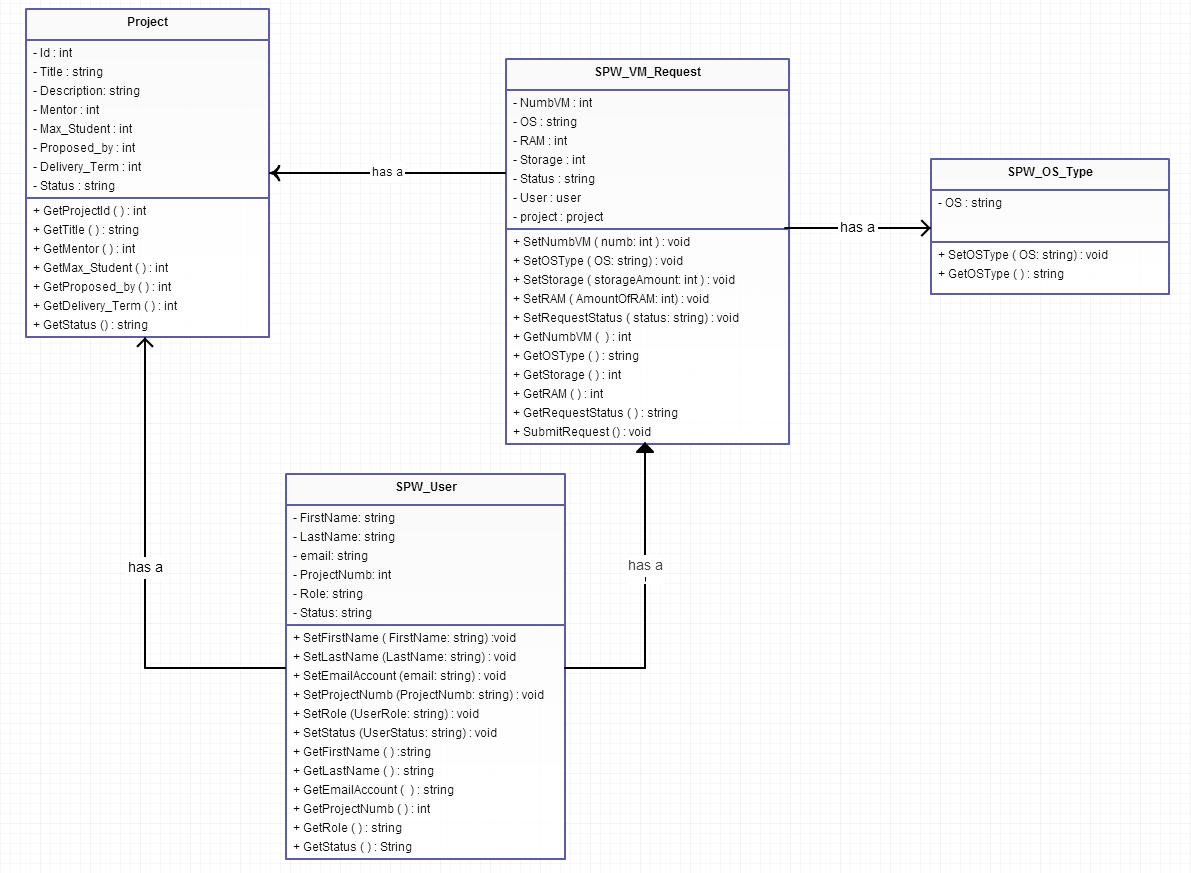 Project
- Id : int
- Title : string
- Description: string
- Mentor : int
- Max_Student : int
- Proposed_by : int
- Delivery_Term : int
- Status : string
+ GetProjectId ( ) : int
+ GetTitle ( ) : string
+ GetMentor ( ) : int
+ GetMax_Student ( ) : int
+ GetProposed_by ( ) : int
+ GetDelivery_Term ( ) : int
+ GetStatus () : string
has a
SPW_VM_Request
- NumbVM : int
- OS : string
- RAM : int
- Storage : int
- Status : string
- User : user
- project : project
+ SetNumbVM ( numb: int ) : void
+ SetOSType ( OS: string) : void
+ SetStorage ( storageAmount: int ) : void
+ SetRAM ( AmountOfRAM: int) : void
+ SetRequestStatus ( status: string) : void
+ GetNumbVM (  ) : int
+ GetOSType ( ) : string
+ GetStorage ( ) : int
+ GetRAM ( ) : int
+ GetRequestStatus ( ) : string
+ SubmitRequest () : void
has a
SPW_OS_Type
- OS : string
+ SetOSType ( OS: string) : void
+ GetOSType ( ) : string
has a
SPW_User
- FirstName: string
- LastName: string
- email: string
- ProjectNumb: int
- Role: string
- Status: string
+ SetFirstName ( FirstName: string) :void
+ SetLastName (LastName: string) : void
+ SetEmailAccount (email: string) : void
+ SetProjectNumb (ProjectNumb: string) : void
+ SetRole (UserRole: string) : void
+ SetStatus (UserStatus: string) : void
+ GetFirstName ( ) :string
+ GetLastName ( ) : string
+ GetEmailAccount (  ) : string
+ GetProjectNumb ( ) : int
+ GetRole ( ) : string
+ GetStatus ( ) : String
has a